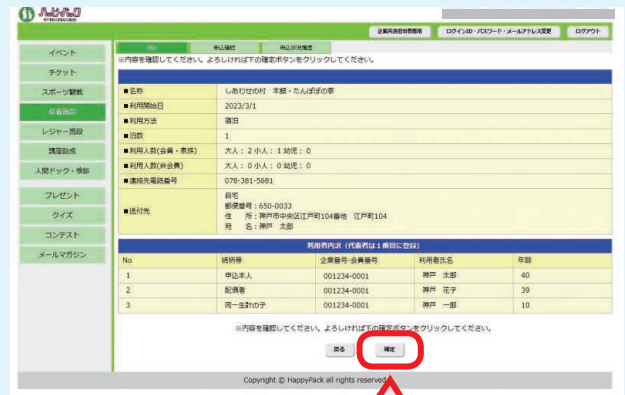 ハッピーパック
企業共済担当者専用 ログインID・パスワード・メールアドレス変更 ログアウト
申込 申込確認 申込状況履歴
※内容を確認してください。よろしければ下の確定ボタンをクリックしてください。
イベント
チケット
スポーツ観戦
保養施設
レジャー施設
講座助成
人間ドック・検診
プレゼント
クイズ
コンテスト
メールマガジン
■名称 しあわせの村 本館・たんぽぽの家
■利用開始日 2023/3/1
■利用方法 宿泊
■泊数 1
■利用人数(会員・家族) 大人: 2 小人: 1 幼児: 0
■利用人数(非会員) 大人: 0 小人: 0 幼児: 0
■連絡先電話番号 078-381-5681
■送付先
自宅
郵便番号:650-0033
住 所:神戸市中央区江戸町104番地 江戸町104
宛 名:神戸 太郎
利用者内訳(代表者は1番目に登録)
No 続柄等 企業番号-会員番号 利用者氏名 年齢
1 申込本人 001234-0001 神戸 太郎 40
2 配偶者 001234-0001 神戸 花子 39
3 同一生計の子 001234-0001 神戸 一郎 10
※内容を確認してください。よろしければ下の確定ボタンをクリックしてください。
戻る 確定
Copyright © HappyPack all rights reserved.